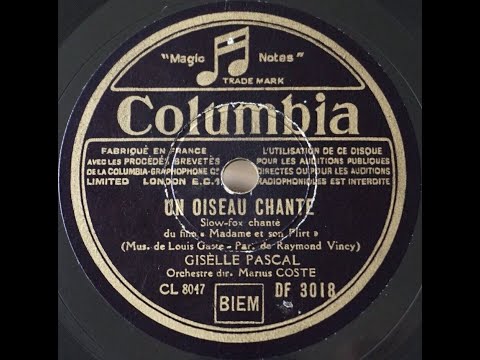 "Magic Notes"
TRADE MARK
Columbia
FABRIQUÉ EN FRANCE
AVEC LES PROCÉDÉS BREVETÉS
DE LA COLUMBIA-GRAPHOPHONE Cº
LIMITED LONDON E.C.1
L'UTILISATION DE CE DISQUE
POUR LES AUDITIONS PUBLIQUES
DIRECTES OU POUR LES AUDITIONS
RADIOPHONIQUES EST INTERDITE
UN OISEAU CHANTE
Slow-fox chanté
du film « Madame et son Flirt »
(Mus. de Louis Gasté - Par. de Raymond Vincy)
GISÈLLE PASCAL
Orchestre dir. Marius COSTE
CL 8047 BIEM DF 3018